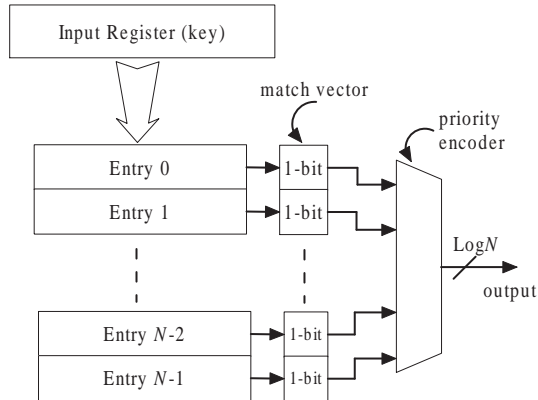 Input Register (key)
match vector
priority
encoder
Entry 0
1-bit
Entry 1
1-bit
LogN
output
Entry N-2
1-bit
Entry N-1
1-bit